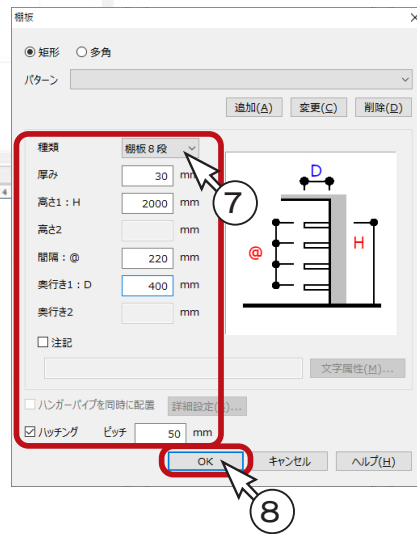 棚板
矩形 多角
パターン
追加(A) 変更(C) 削除(D)
種類 棚板８段
厚み 30 mm
高さ1：H 2000 mm
高さ2 mm
間隔：@ 220 mm
奥行き1：D 400 mm
奥行き2 mm
D
@ H
⑦
注記
文字属性(M)...
ハンガーパイプを同時に配置
ハッチング ピッチ 50 mm
OK キャンセル ヘルプ(H)
⑧
4